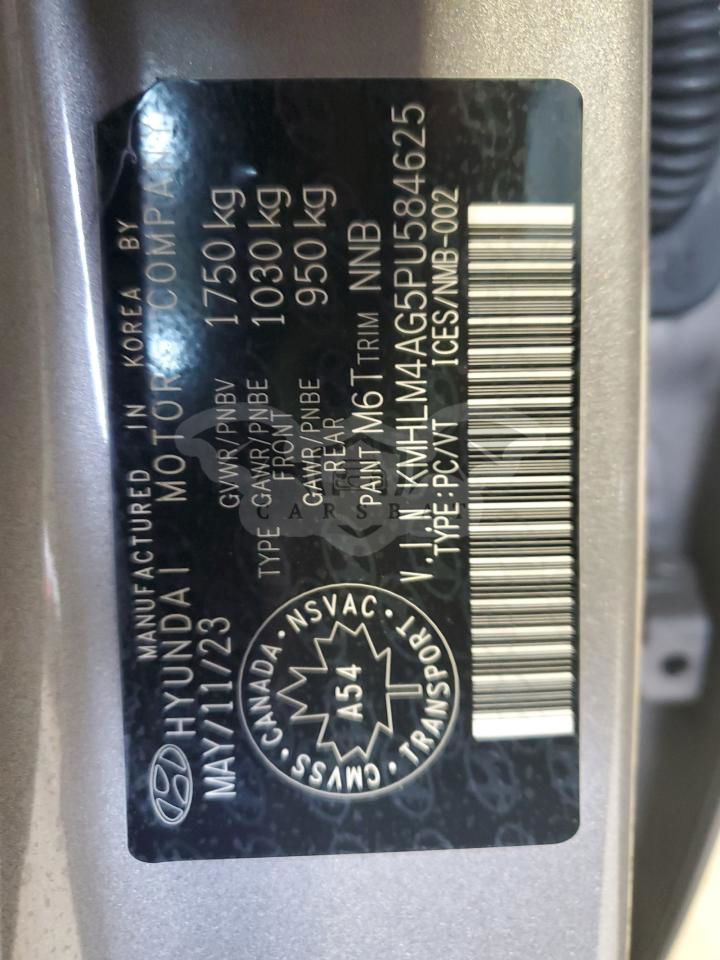 MANUFACTURED IN KOREA BY
HYUNDAI MOTOR COMPANY
MAY/11/23
GVWR/PNBV 1750 kg
TYPE GAWR/PNBE FRONT 1030 kg
GAWR/PNBE REAR 950 kg
PAINT M6T TRIM NNB
V.I.N KMHLM4AG5PU584625
TYPE:PC/VT ICES/NMB-002
CANADA · NSVAC · TRANSPORT · CMVSS ·
A54